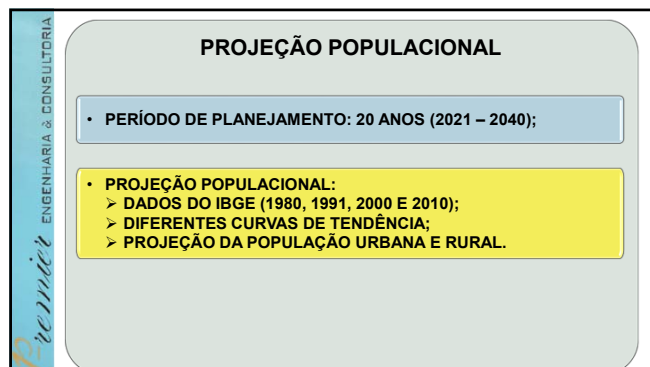 PROJEÇÃO POPULACIONAL
• PERÍODO DE PLANEJAMENTO: 20 ANOS (2021 – 2040);
• PROJEÇÃO POPULACIONAL:
➢ DADOS DO IBGE (1980, 1991, 2000 E 2010);
➢ DIFERENTES CURVAS DE TENDÊNCIA;
➢ PROJEÇÃO DA POPULAÇÃO URBANA E RURAL.
Premier ENGENHARIA & CONSULTORIA